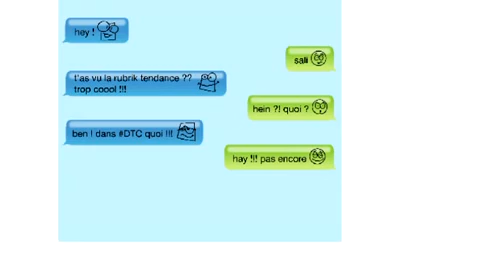 hey !
sali
t'as vu la rubrik tendance ??
trop coool !!!
hein ?! quoi ?
ben ! dans #DTC quoi !!!
hay !!! pas encore